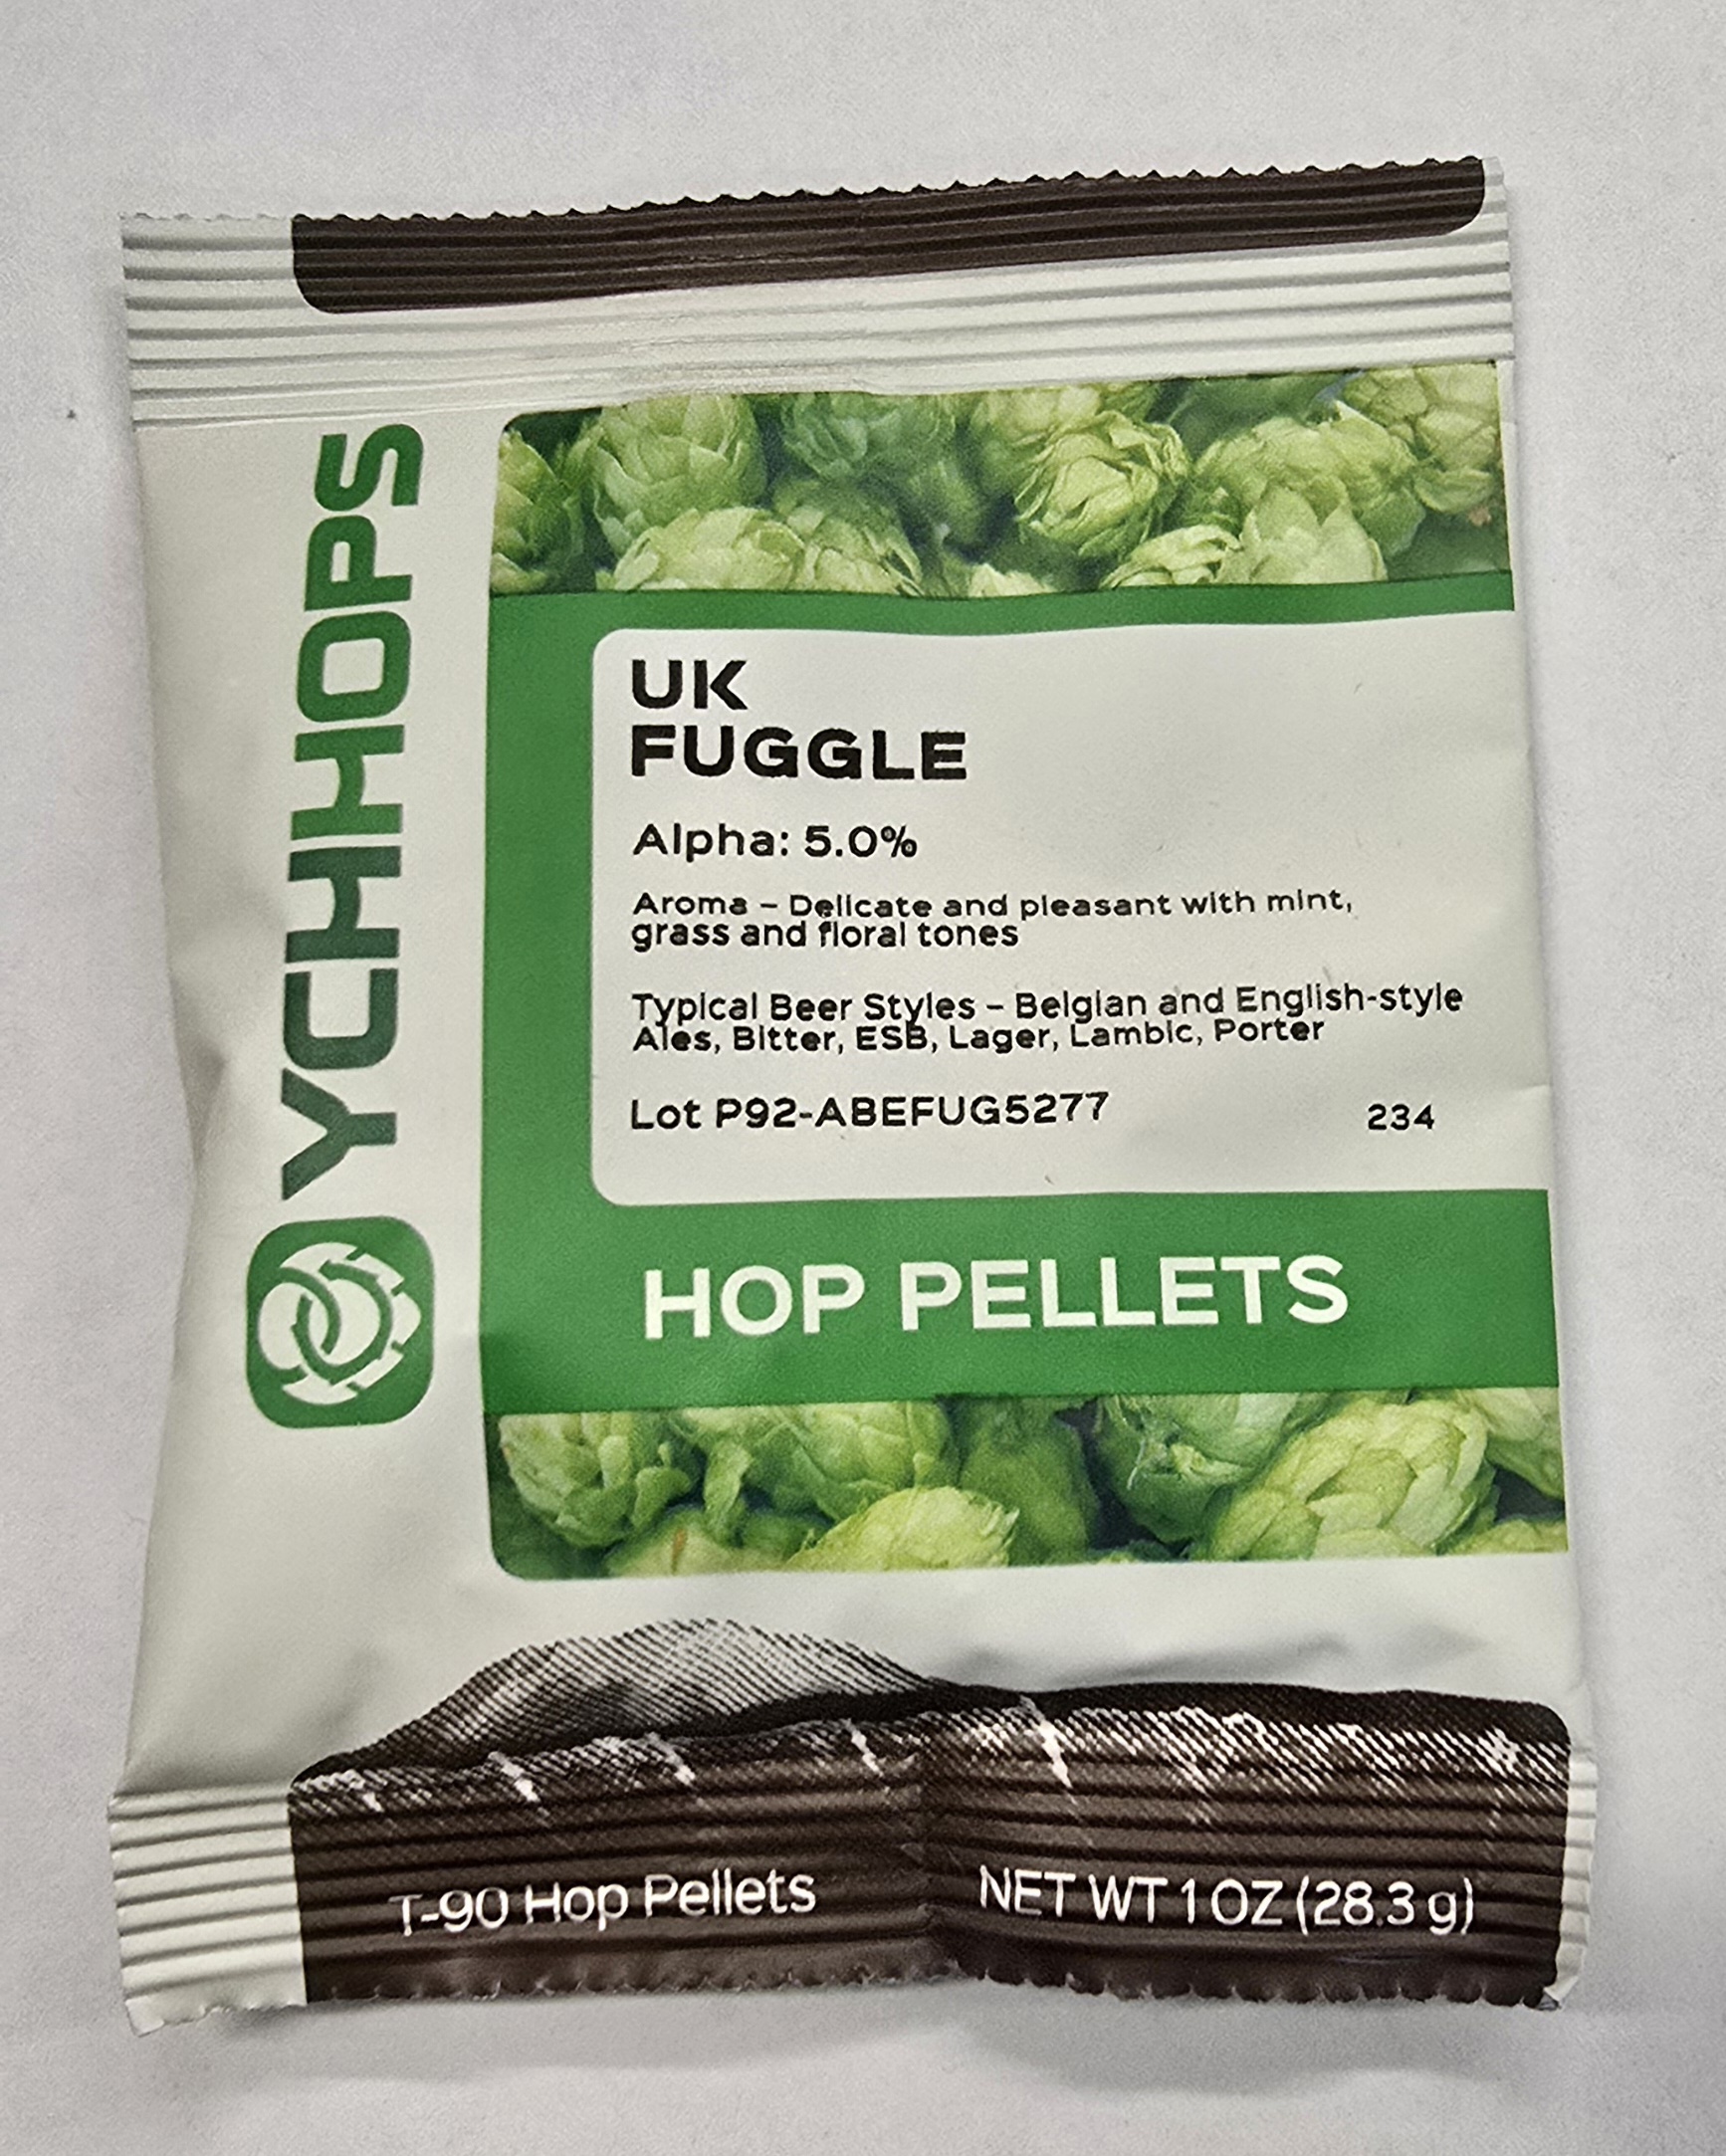 YCHHOPS
UK
FUGGLE
Alpha: 5.0%
Aroma – Delicate and pleasant with mint,
grass and floral tones
Typical Beer Styles – Belgian and English-style
Ales, Bitter, ESB, Lager, Lambic, Porter
Lot P92-ABEFUG5277 234
HOP PELLETS
T-90 Hop Pellets NET WT 1 OZ (28.3 g)